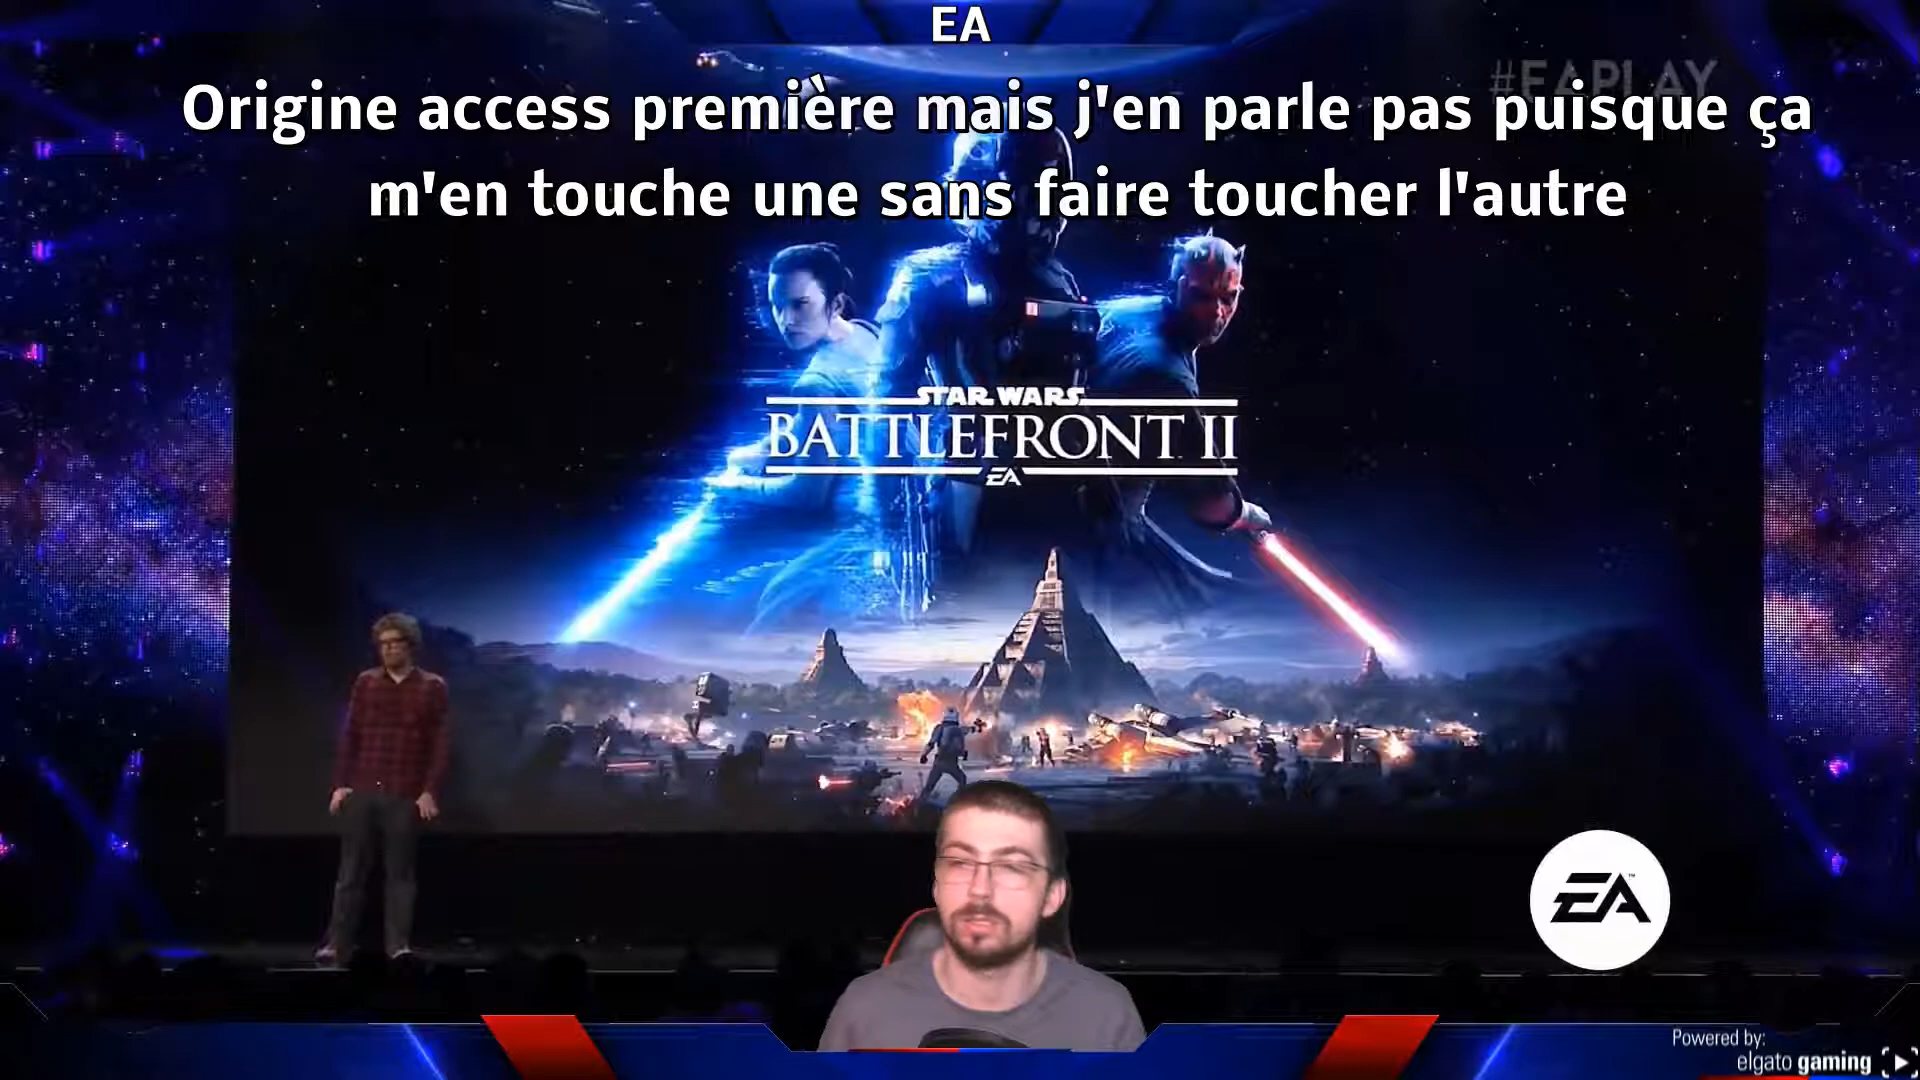 EA
#EAPLAY
Origine access première mais j'en parle pas puisque ça
m'en touche une sans faire toucher l'autre
STAR WARS
BATTLEFRONT II
EA
EA
Powered by:
elgato gaming